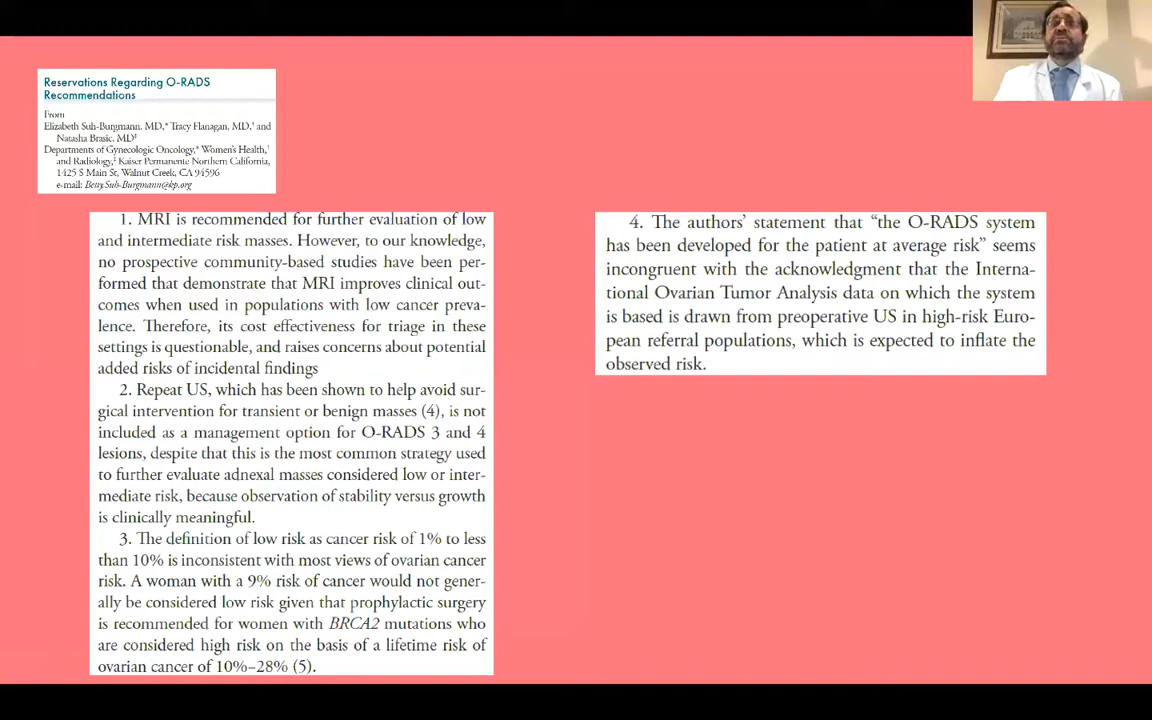 Reservations Regarding O-RADS
Recommendations
From
Elizabeth Suh-Burgmann, MD,* Tracy Flanagan, MD,† and
Natasha Brasic, MD‡
Departments of Gynecologic Oncology,* Women's Health,†
and Radiology,‡ Kaiser Permanente Northern California,
1425 S Main St, Walnut Creek, CA 94596
e-mail: Betty.Suh-Burgmann@kp.org
1. MRI is recommended for further evaluation of low
and intermediate risk masses. However, to our knowledge,
no prospective community-based studies have been per-
formed that demonstrate that MRI improves clinical out-
comes when used in populations with low cancer preva-
lence. Therefore, its cost effectiveness for triage in these
settings is questionable, and raises concerns about potential
added risks of incidental findings
2. Repeat US, which has been shown to help avoid sur-
gical intervention for transient or benign masses (4), is not
included as a management option for O-RADS 3 and 4
lesions, despite that this is the most common strategy used
to further evaluate adnexal masses considered low or inter-
mediate risk, because observation of stability versus growth
is clinically meaningful.
3. The definition of low risk as cancer risk of 1% to less
than 10% is inconsistent with most views of ovarian cancer
risk. A woman with a 9% risk of cancer would not gener-
ally be considered low risk given that prophylactic surgery
is recommended for women with BRCA2 mutations who
are considered high risk on the basis of a lifetime risk of
ovarian cancer of 10%–28% (5).
4. The authors' statement that “the O-RADS system
has been developed for the patient at average risk” seems
incongruent with the acknowledgment that the Interna-
tional Ovarian Tumor Analysis data on which the system
is based is drawn from preoperative US in high-risk Euro-
pean referral populations, which is expected to inflate the
observed risk.